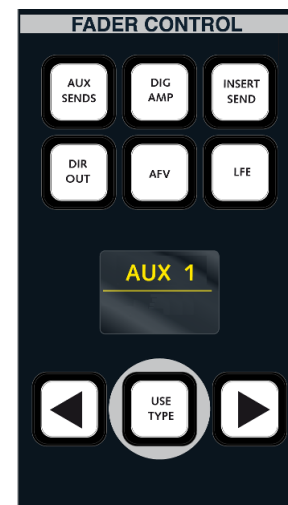 FADER CONTROL
AUX
SENDS
DIG
AMP
INSERT
SEND
DIR
OUT
AFV
LFE
AUX 1
USE
TYPE